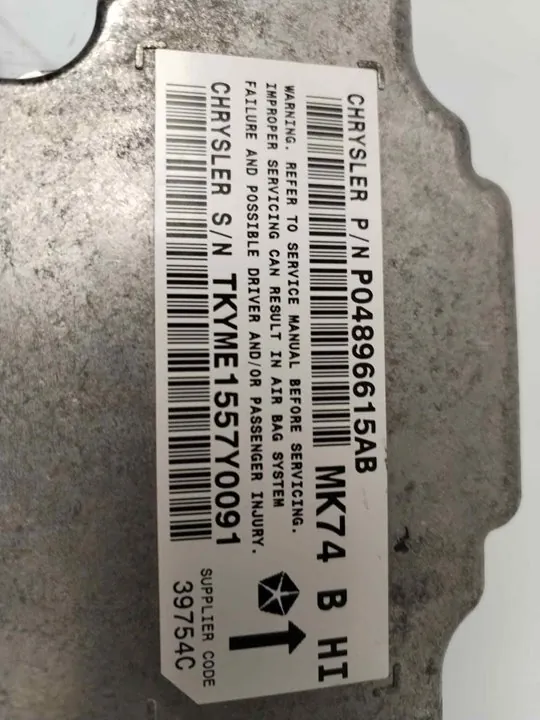 CHRYSLER P/N P04896615AB
MK74 B HI
WARNING. REFER TO SERVICE MANUAL BEFORE SERVICING.
IMPROPER SERVICING CAN RESULT IN AIR BAG SYSTEM
FAILURE AND POSSIBLE DRIVER AND/OR PASSENGER INJURY.
CHRYSLER S/N TKYME1557Y0091
SUPPLIER CODE
39754C